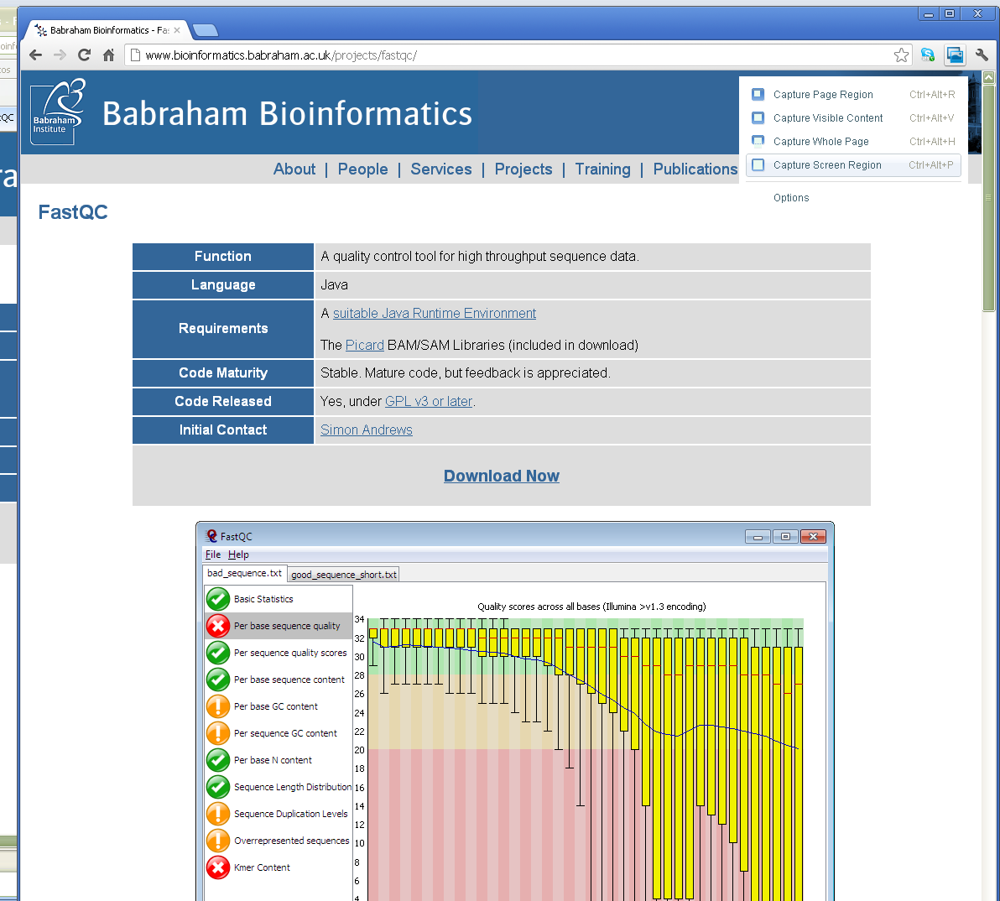 Babraham Bioinformatics - Fas
www.bioinformatics.babraham.ac.uk/projects/fastqc/
Babraham
Institute
Babraham Bioinformatics
Capture Page Region Ctrl+Alt+R
Capture Visible Content Ctrl+Alt+V
Capture Whole Page Ctrl+Alt+H
Capture Screen Region Ctrl+Alt+P
Options
About | People | Services | Projects | Training | Publications
FastQC
Function A quality control tool for high throughput sequence data.
Language Java
Requirements A suitable Java Runtime Environment
The Picard BAM/SAM Libraries (included in download)
Code Maturity Stable. Mature code, but feedback is appreciated.
Code Released Yes, under GPL v3 or later.
Initial Contact Simon Andrews
Download Now
FastQC
File Help
bad_sequence.txt good_sequence_short.txt
Basic Statistics
Per base sequence quality
Per sequence quality scores
Per base sequence content
Per base GC content
Per sequence GC content
Per base N content
Sequence Length Distribution
Sequence Duplication Levels
Overrepresented sequences
Kmer Content
Quality scores across all bases (Illumina >v1.3 encoding)
34
32
30
28
26
24
22
20
18
16
14
12
10
8
6
4